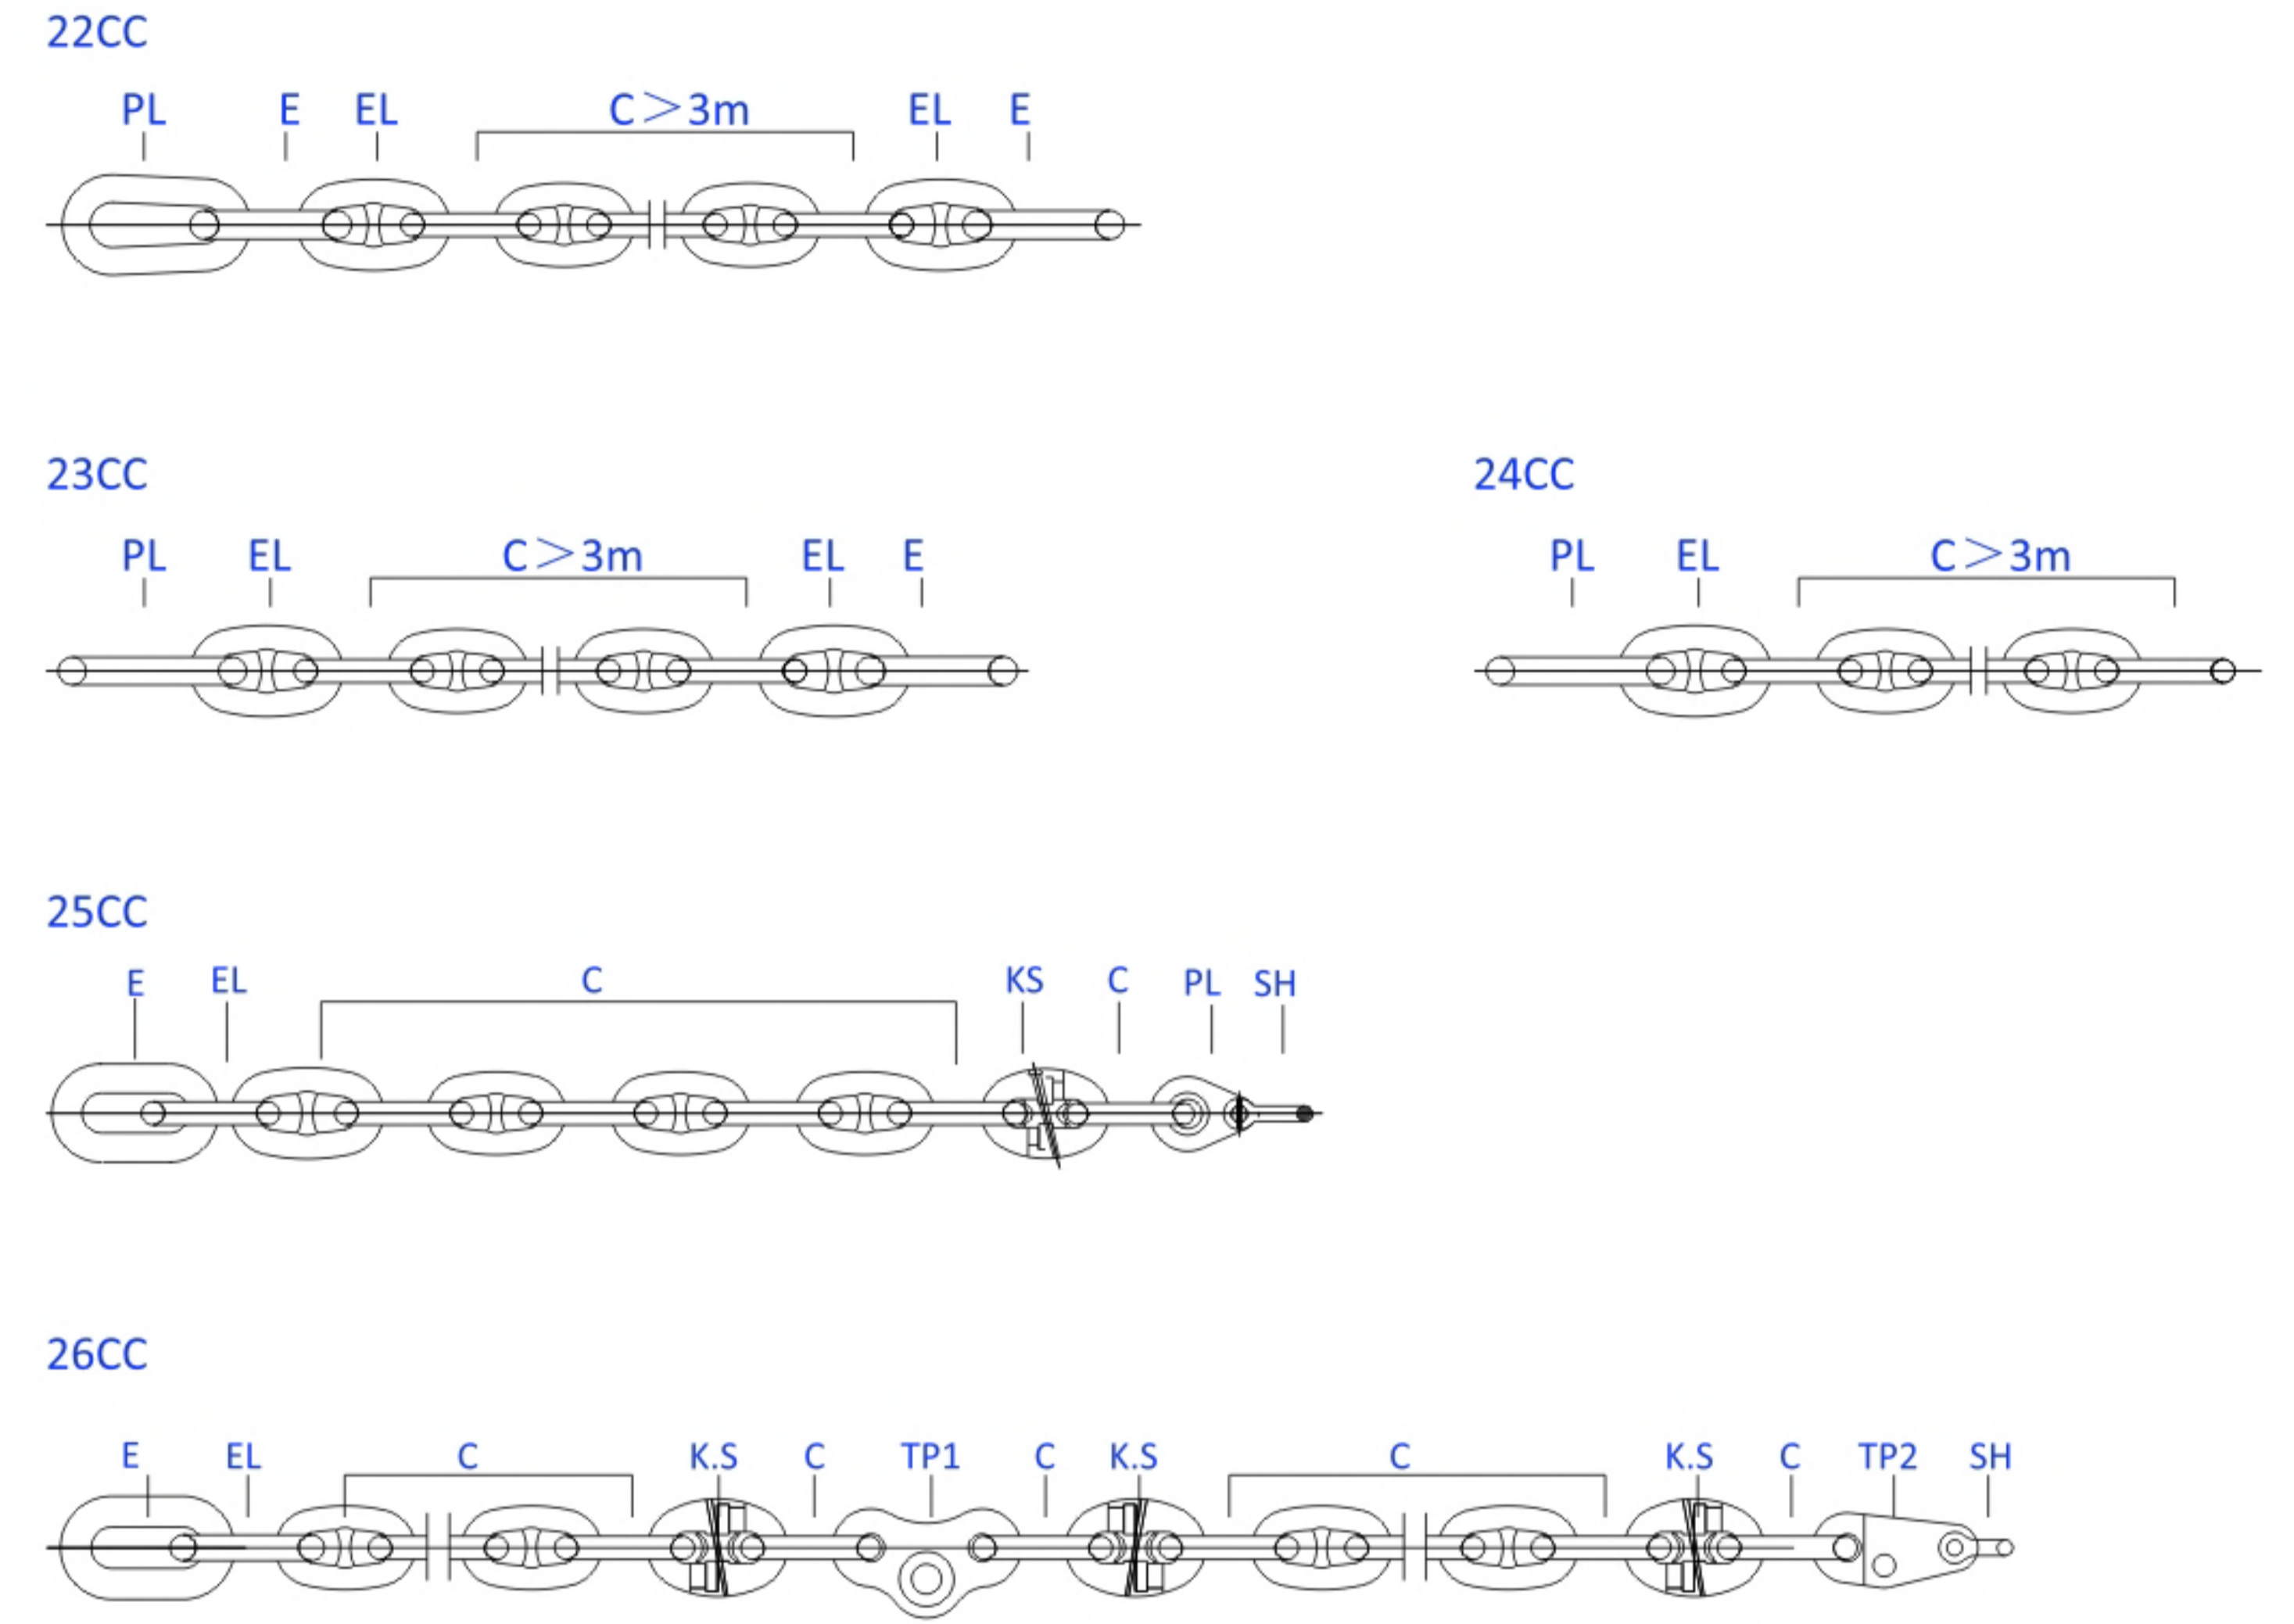 22CC
PL E EL C>3m EL E
23CC 24CC
PL EL C>3m EL E PL EL C>3m
25CC
E EL C KS C PL SH
26CC
E EL C K.S C TP1 C K.S C K.S C TP2 SH